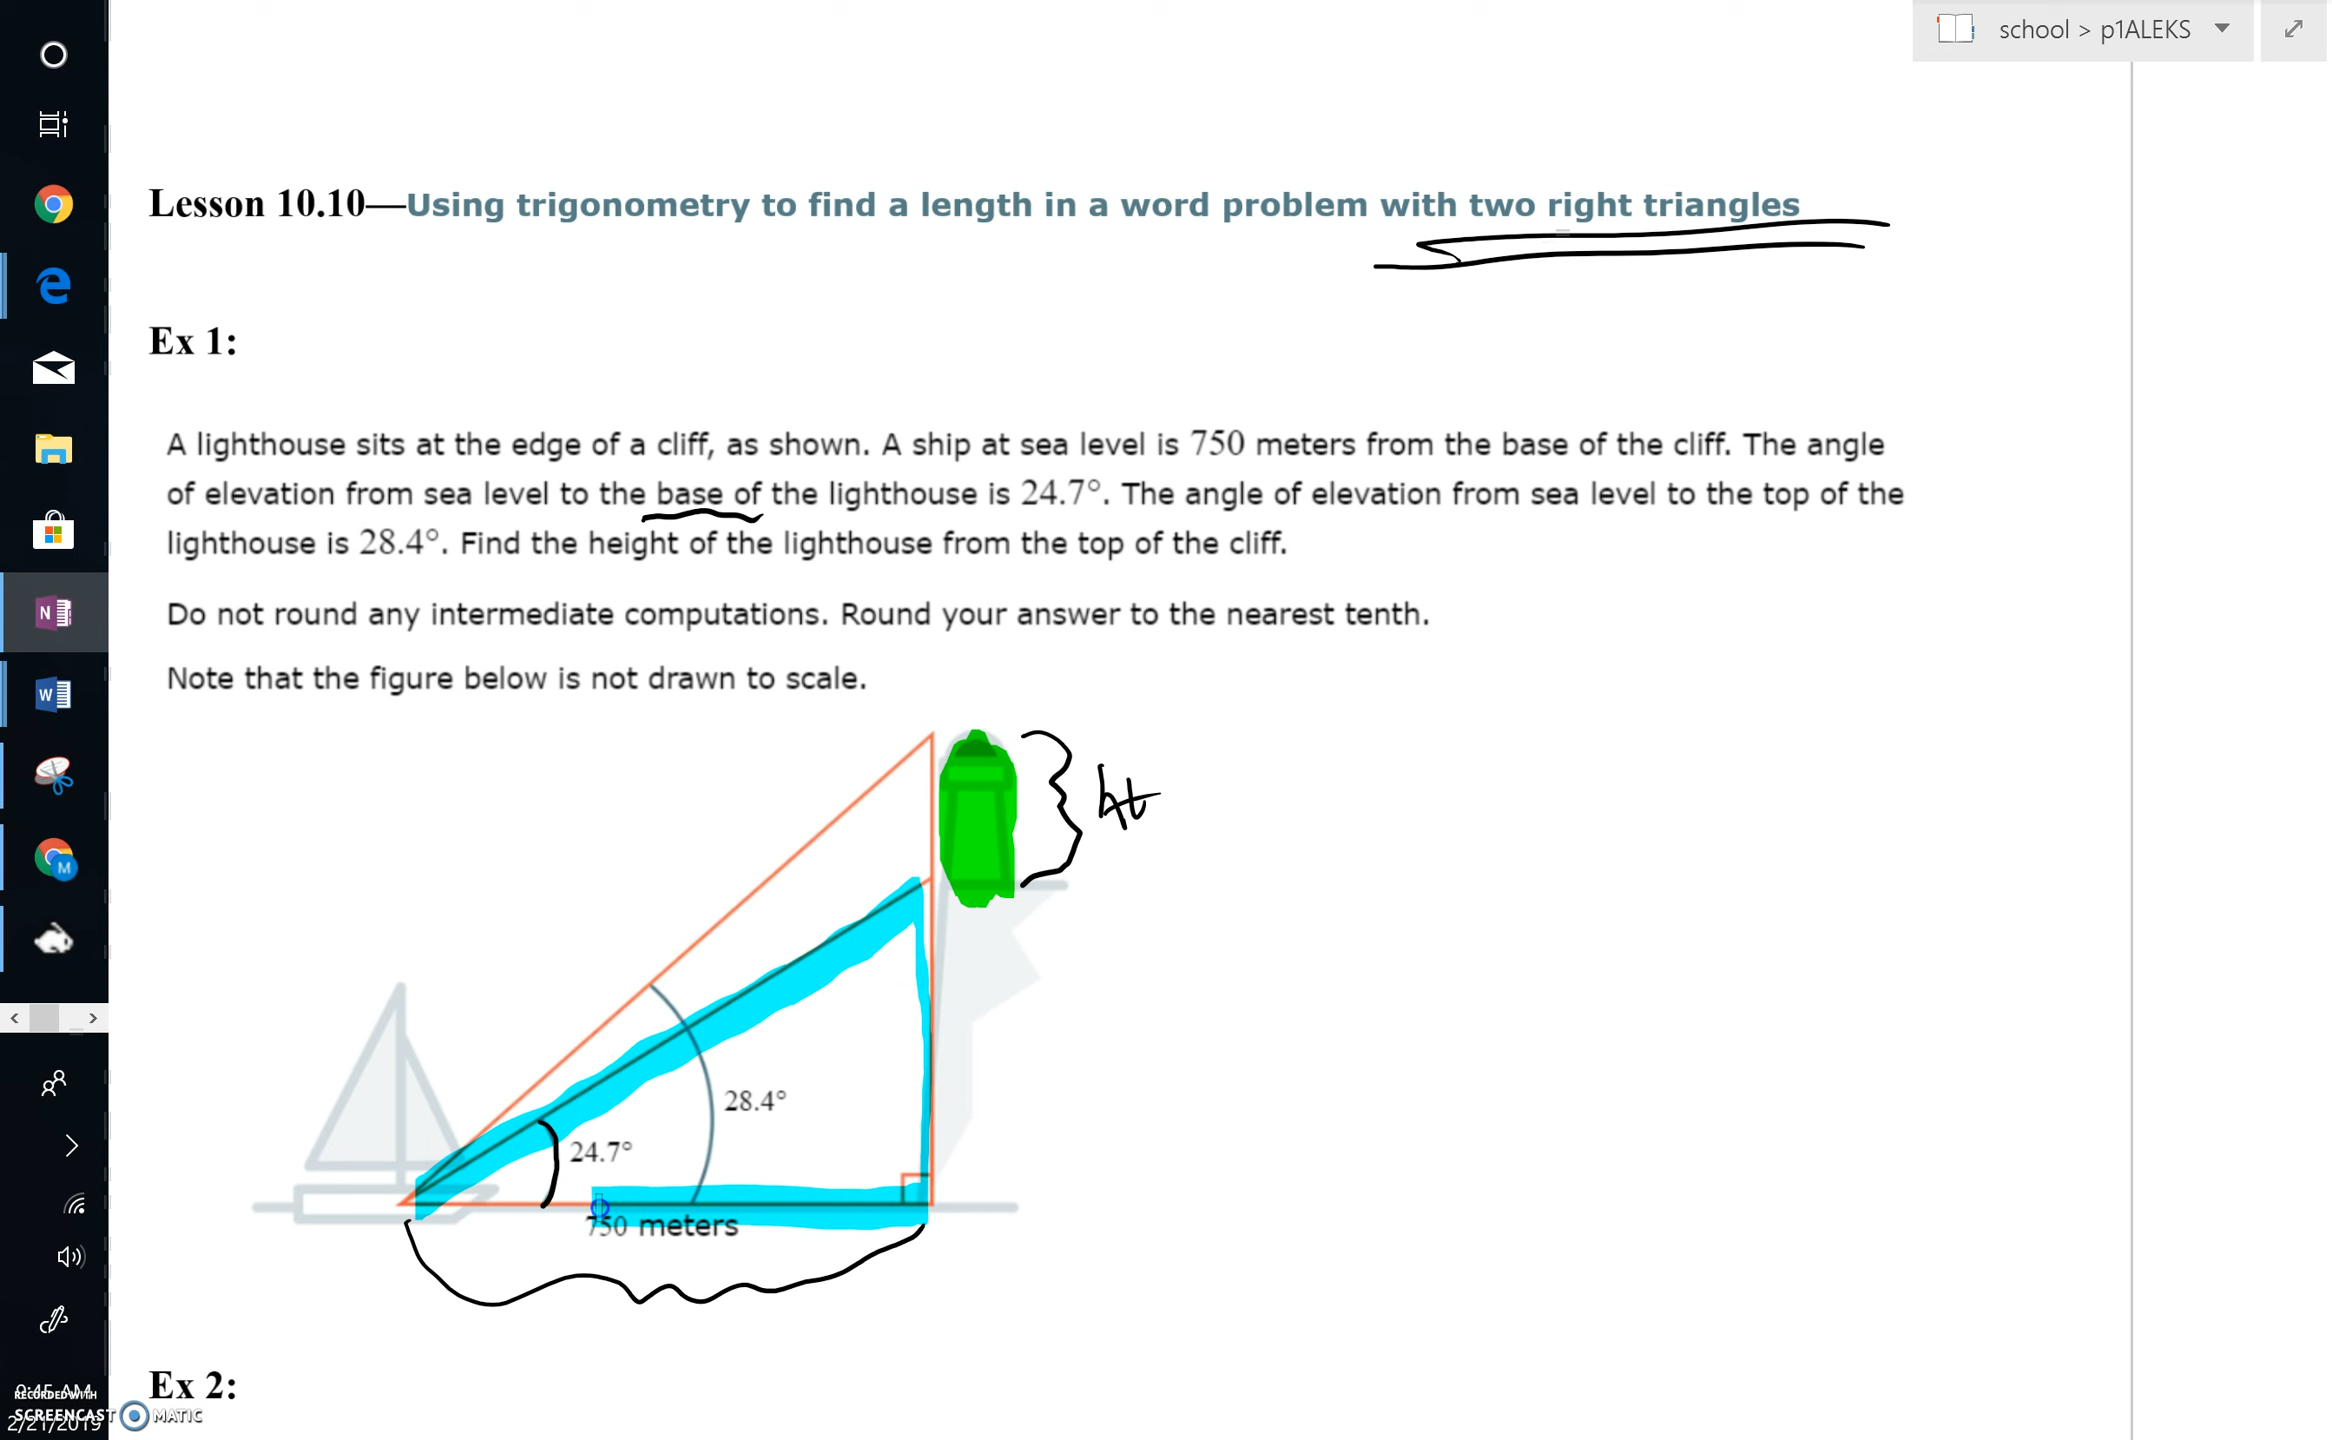 school > p1ALEKS
Lesson 10.10—Using trigonometry to find a length in a word problem with two right triangles
Ex 1:
A lighthouse sits at the edge of a cliff, as shown. A ship at sea level is 750 meters from the base of the cliff. The angle
of elevation from sea level to the base of the lighthouse is 24.7°. The angle of elevation from sea level to the top of the
lighthouse is 28.4°. Find the height of the lighthouse from the top of the cliff.
Do not round any intermediate computations. Round your answer to the nearest tenth.
Note that the figure below is not drawn to scale.
ht
28.4°
24.7°
750 meters
Ex 2:
9:45 AM
RECORDED WITH
SCREENCAST MATIC
2/21/2019
N
W
M